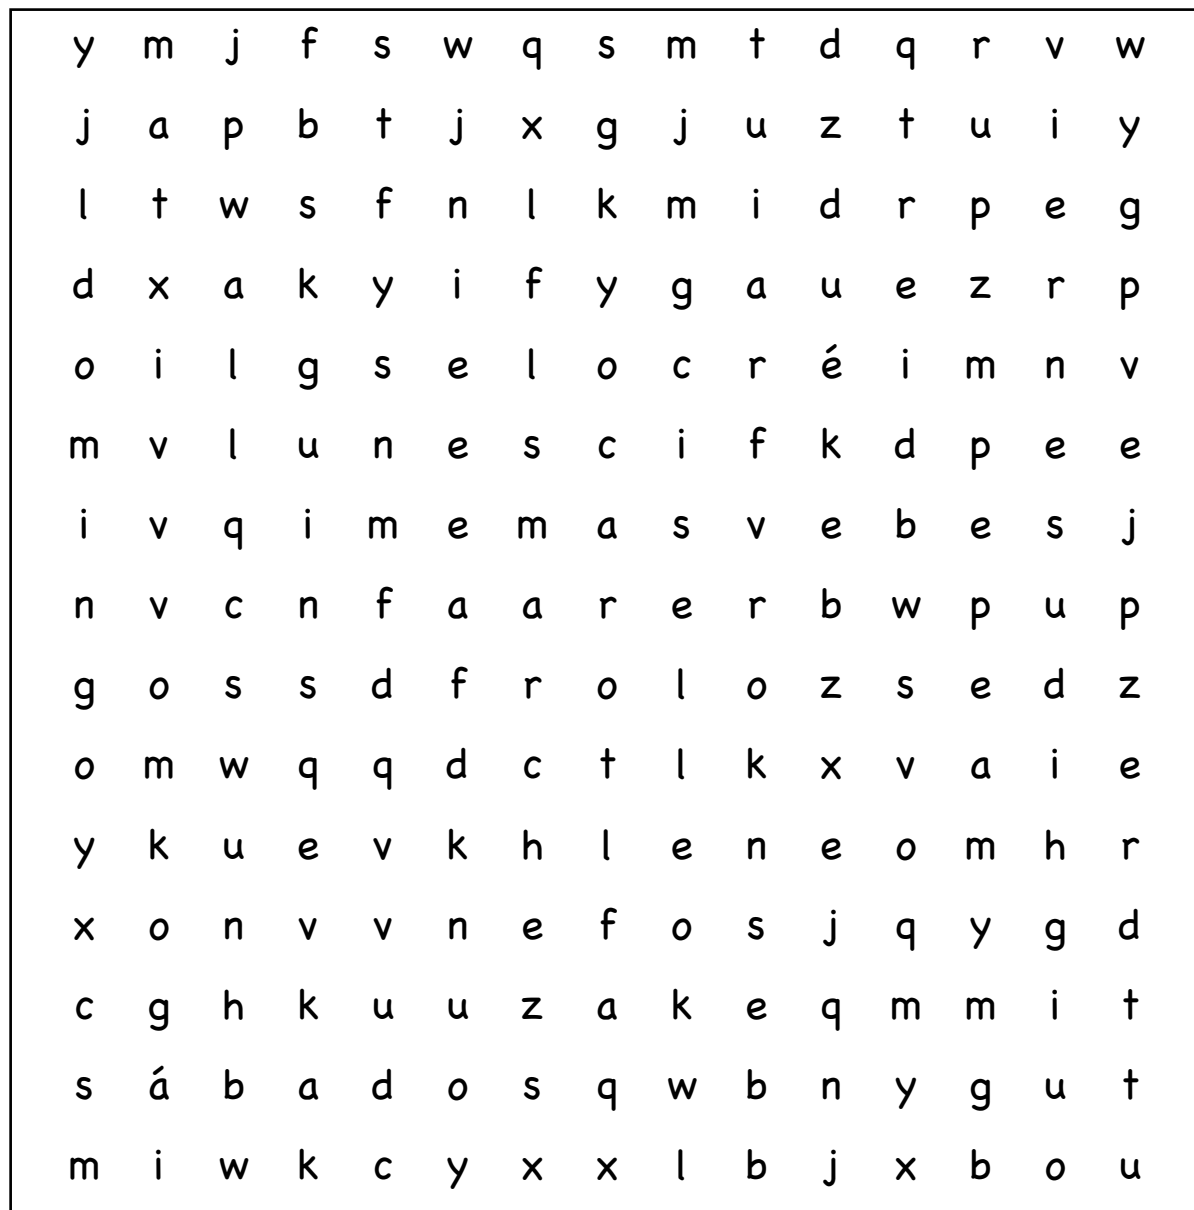 y m j f s w q s m t d q r v w
j a p b t j x g j u z t u i y
l t w s f n l k m i d r p e g
d x a k y i f y g a u e z r p
o i l g s e l o c r é i m n v
m v l u n e s c i f k d p e e
i v q i m e m a s v e b e s j
n v c n f a a r e r b w p u p
g o s s d f r o l o z s e d z
o m w q q d c t l k x v a i e
y k u e v k h l e n e o m h r
x o n v v n e f o s j q y g d
c g h k u u z a k e q m m i t
s á b a d o s q w b n y g u t
m i w k c y x x l b j x b o u